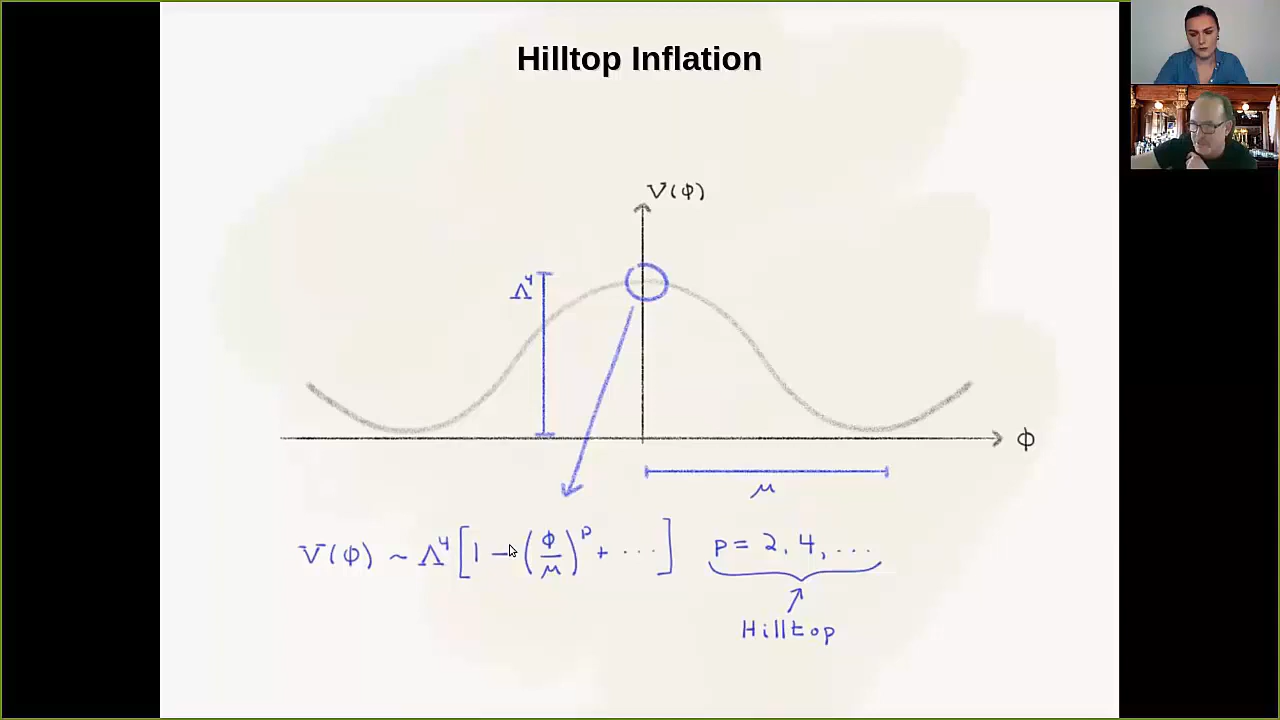 Hilltop Inflation
V(ϕ)
Λ⁴
ϕ
μ
V(ϕ) ~ Λ⁴ [1 − (ϕ/μ)ᵖ + ···] p = 2, 4, ...
Hilltop